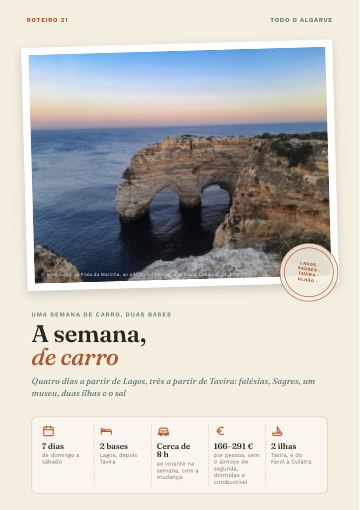 ROTEIRO 21
TODO O ALGARVE
LAGOS ·
SAGRES ·
TAVIRA ·
OLHÃO ·
UMA SEMANA DE CARRO, DUAS BASES
A semana,
de carro
Quatro dias a partir de Lagos, três a partir de Tavira: falésias, Sagres, um
museu, duas ilhas e o sal
7 dias
de domingo a
sábado
2 bases
Lagos, depois
Tavira
Cerca de
8 h
ao volante na
semana, com a
mudança
€
166–291 €
por pessoa, sem
o almoço de
segunda,
dormidas e
combustível
2 ilhas
Tavira, e do
Farol à Culatra